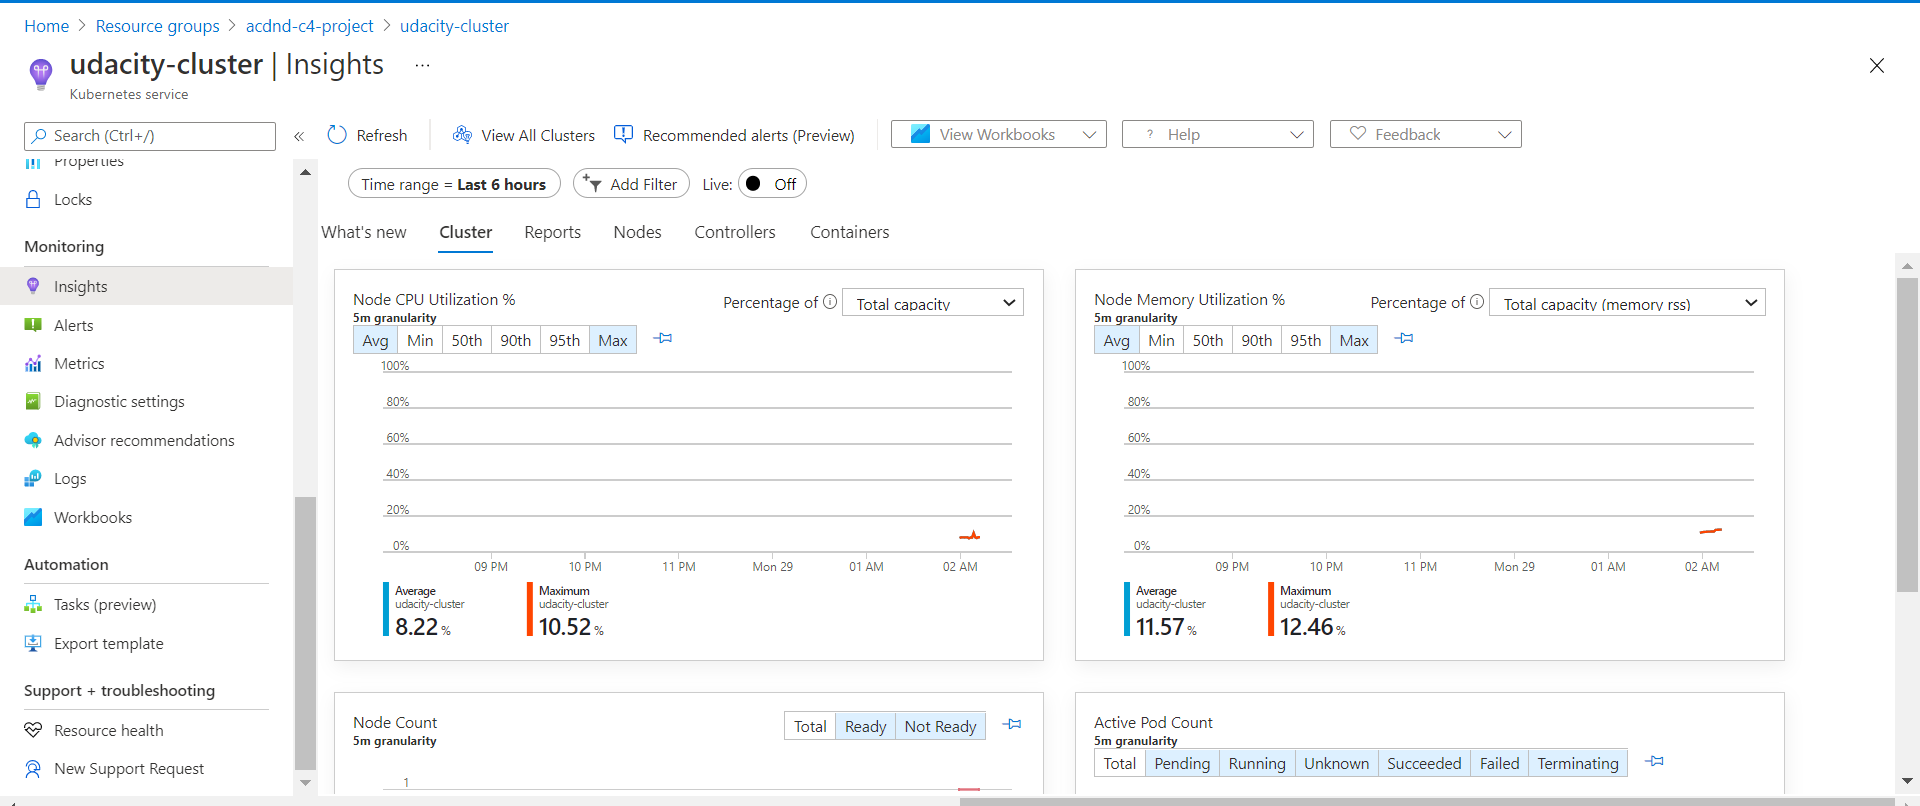 Home > Resource groups > acdnd-c4-project > udacity-cluster
udacity-cluster | Insights ...
Kubernetes service
Search (Ctrl+/)
«
Refresh
View All Clusters
Recommended alerts (Preview)
View Workbooks
? Help
Feedback
Properties
Locks
Monitoring
Insights
Alerts
Metrics
Diagnostic settings
Advisor recommendations
Logs
Workbooks
Automation
Tasks (preview)
Export template
Support + troubleshooting
Resource health
New Support Request
Time range = Last 6 hours
Add Filter
Live: Off
What's new
Cluster
Reports
Nodes
Controllers
Containers
Node CPU Utilization %
5m granularity
Percentage of
Total capacity
Avg Min 50th 90th 95th Max
100%
80%
60%
40%
20%
0%
09 PM 10 PM 11 PM Mon 29 01 AM 02 AM
Average
udacity-cluster
8.22 %
Maximum
udacity-cluster
10.52 %
Node Memory Utilization %
5m granularity
Percentage of
Total capacity (memory rss)
Avg Min 50th 90th 95th Max
100%
80%
60%
40%
20%
0%
09 PM 10 PM 11 PM Mon 29 01 AM 02 AM
Average
udacity-cluster
11.57 %
Maximum
udacity-cluster
12.46 %
Node Count
5m granularity
Total Ready Not Ready
1
Active Pod Count
5m granularity
Total Pending Running Unknown Succeeded Failed Terminating